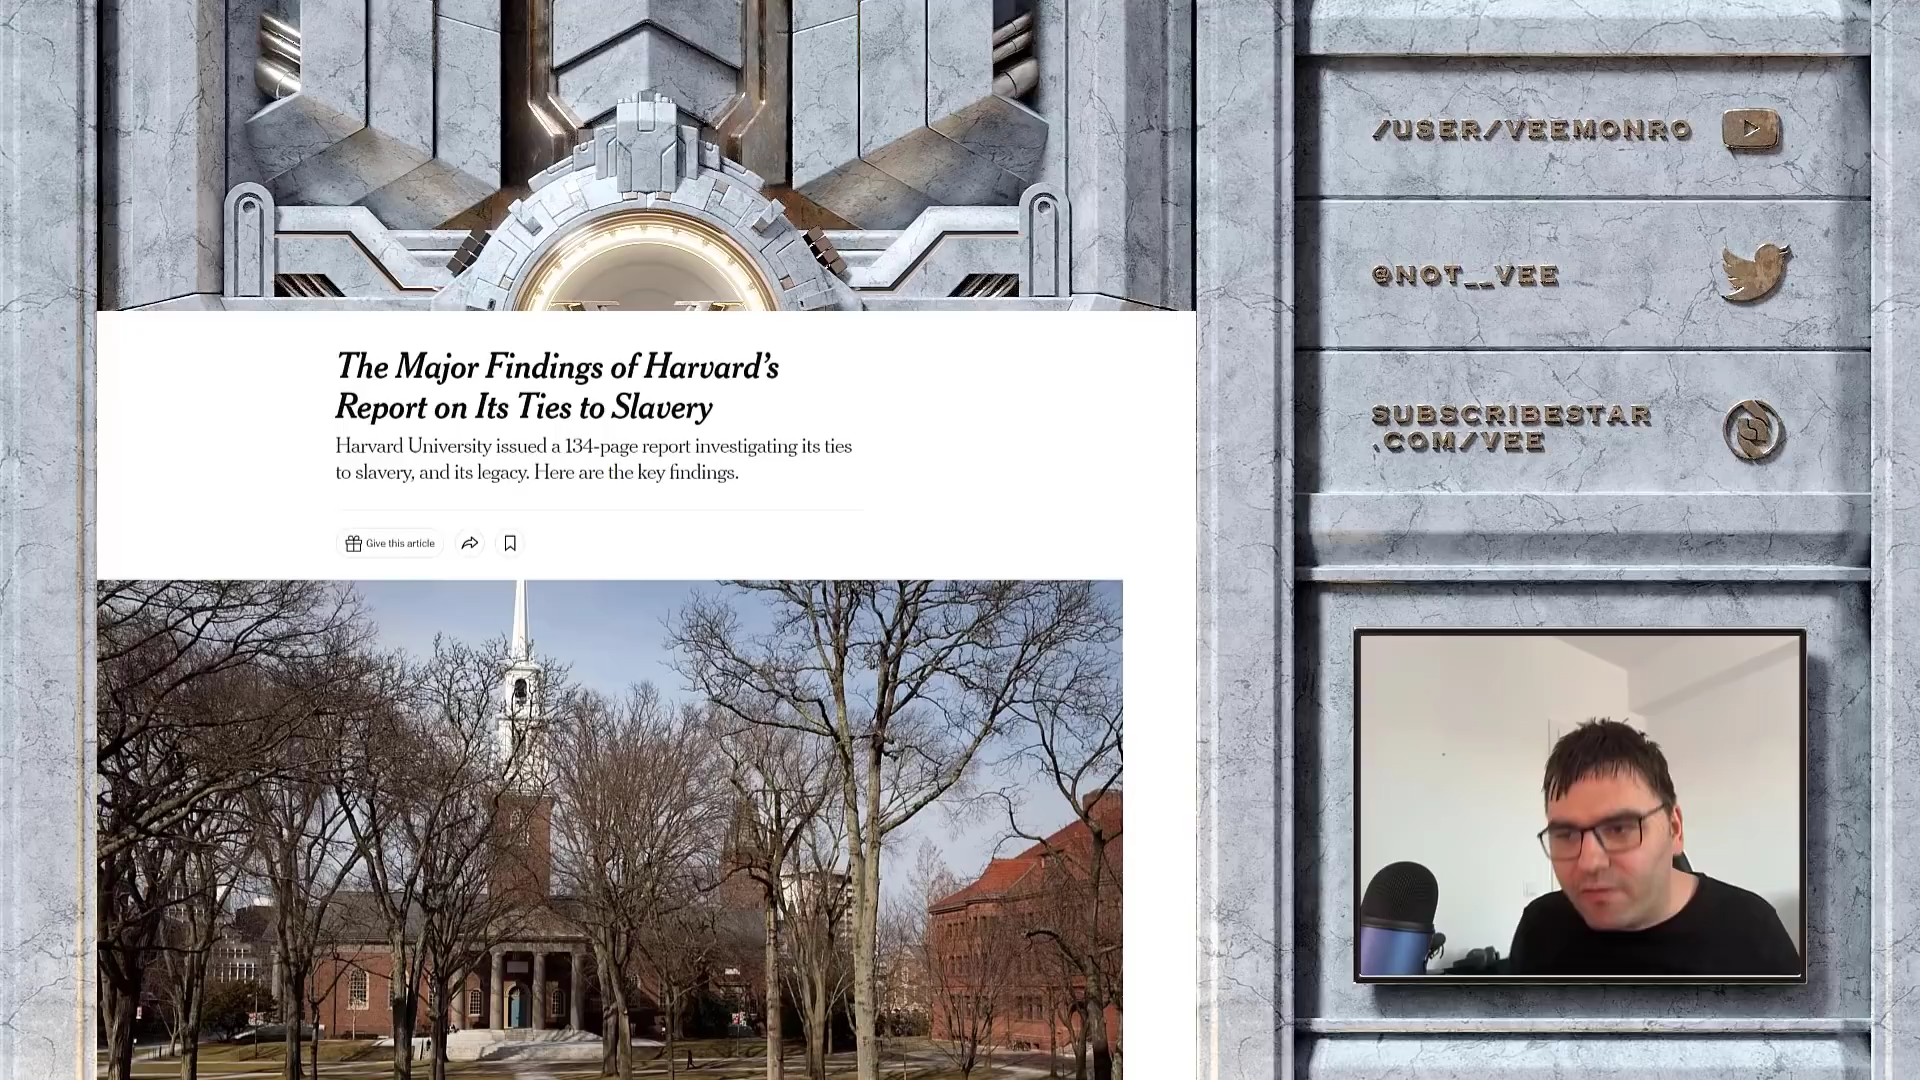 The Major Findings of Harvard's
Report on Its Ties to Slavery
Harvard University issued a 134-page report investigating its ties
to slavery, and its legacy. Here are the key findings.
Give this article
/USER/VEEMONRO
@NOT__VEE
SUBSCRIBESTAR
.COM/VEE